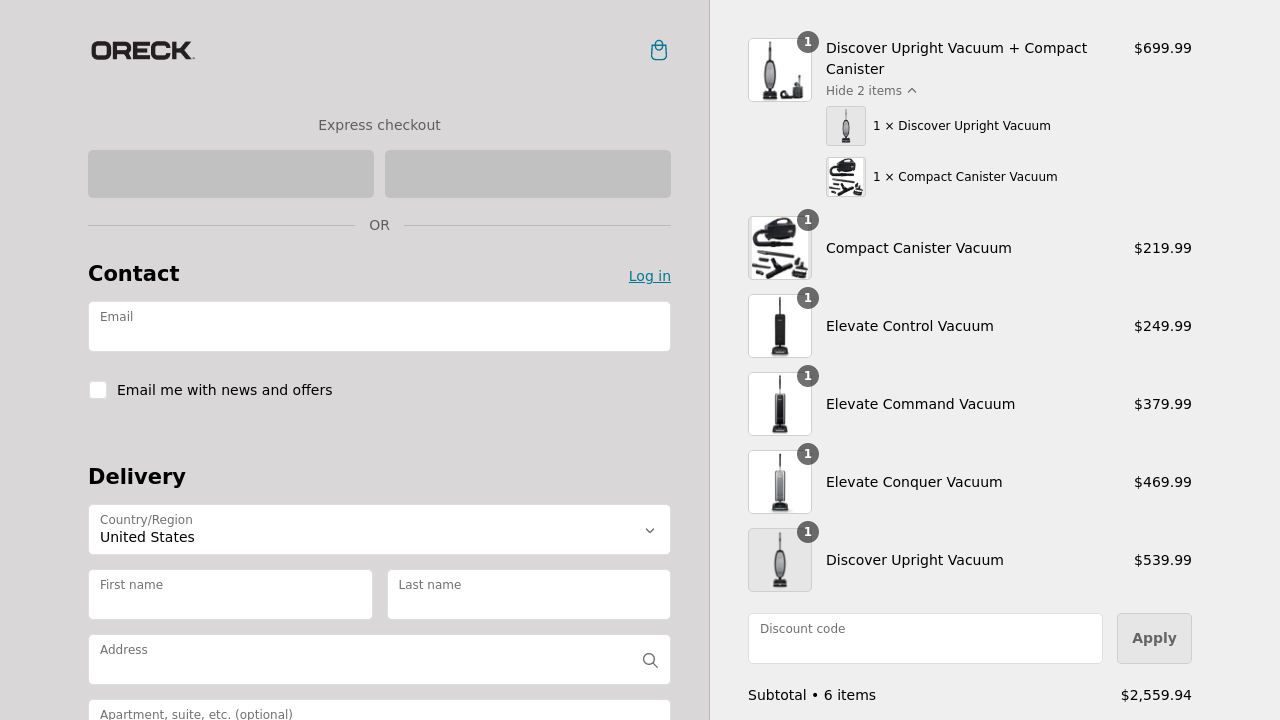 ORECK
Express checkout
OR
Contact
Log in
Email
Email me with news and offers
Delivery
Country/Region
United States
First name
Last name
Address
Apartment, suite, etc. (optional)
1
Discover Upright Vacuum + Compact
Canister
$699.99
Hide 2 items
1 × Discover Upright Vacuum
1 × Compact Canister Vacuum
1
Compact Canister Vacuum
$219.99
1
Elevate Control Vacuum
$249.99
1
Elevate Command Vacuum
$379.99
1
Elevate Conquer Vacuum
$469.99
1
Discover Upright Vacuum
$539.99
Discount code
Apply
Subtotal • 6 items
$2,559.94